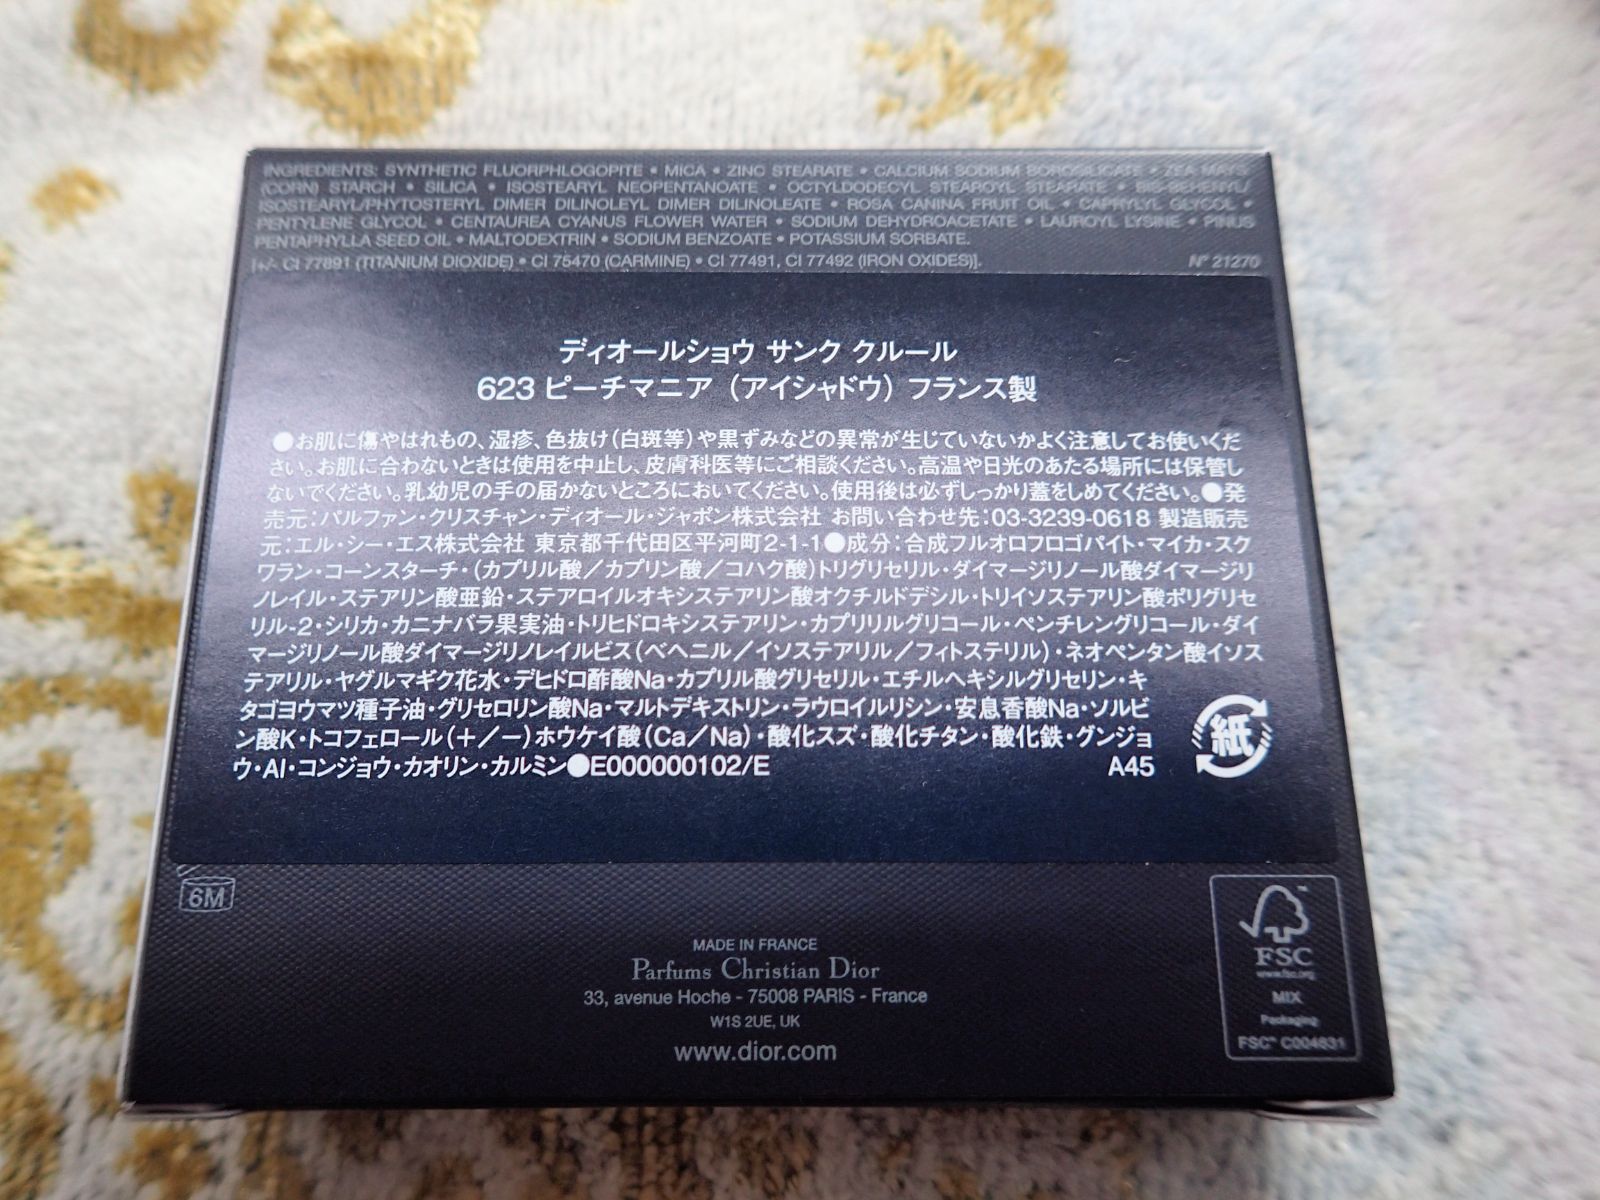 INGREDIENTS: SYNTHETIC FLUORPHLOGOPITE • MICA • ZINC STEARATE • CALCIUM SODIUM BOROSILICATE • ZEA MAYS
(CORN) STARCH • SILICA • ISOSTEARYL NEOPENTANOATE • OCTYLDODECYL STEAROYL STEARATE • BIS-BEHENYL/
ISOSTEARYL/PHYTOSTERYL DIMER DILINOLEYL DIMER DILINOLEATE • ROSA CANINA FRUIT OIL • CAPRYLYL GLYCOL •
PENTYLENE GLYCOL • CENTAUREA CYANUS FLOWER WATER • SODIUM DEHYDROACETATE • LAUROYL LYSINE • PINUS
PENTAPHYLLA SEED OIL • MALTODEXTRIN • SODIUM BENZOATE • POTASSIUM SORBATE.
[+/- CI 77891 (TITANIUM DIOXIDE) • CI 75470 (CARMINE) • CI 77491, CI 77492 (IRON OXIDES)]. N° 21270
ディオールショウ サンク クルール
623 ピーチマニア（アイシャドウ）フランス製
●お肌に傷やはれもの、湿疹、色抜け(白斑等)や黒ずみなどの異常が生じていないかよく注意してお使いくだ
さい。お肌に合わないときは使用を中止し、皮膚科医等にご相談ください。高温や日光のあたる場所には保管し
ないでください。乳幼児の手の届かないところにおいてください。使用後は必ずしっかり蓋をしめてください。●発
売元：パルファン・クリスチャン・ディオール・ジャポン株式会社 お問い合わせ先：03-3239-0618 製造販売
元：エル・シー・エス株式会社 東京都千代田区平河町2-1-1●成分：合成フルオロフロゴパイト・マイカ・スク
ワラン・コーンスターチ・(カプリル酸／カプリン酸／コハク酸)トリグリセリル・ダイマージリノール酸ダイマージリ
ノレイル・ステアリン酸亜鉛・ステアロイルオキシステアリン酸オクチルドデシル・トリイソステアリン酸ポリグリセ
リル-2・シリカ・カニナバラ果実油・トリヒドロキシステアリン・カプリリルグリコール・ペンチレングリコール・ダイ
マージリノール酸ダイマージリノレイルビス(ベヘニル／イソステアリル／フィトステリル)・ネオペンタン酸イソス
テアリル・ヤグルマギク花水・デヒドロ酢酸Na・カプリル酸グリセリル・エチルヘキシルグリセリン・キ
タゴヨウマツ種子油・グリセロリン酸Na・マルトデキストリン・ラウロイルリシン・安息香酸Na・ソルビ
ン酸K・トコフェロール(＋／－)ホウケイ酸(Ca／Na)・酸化スズ・酸化チタン・酸化鉄・グンジョ
ウ・Al・コンジョウ・カオリン・カルミン●E000000102/E A45
紙
6M
MADE IN FRANCE
Parfums Christian Dior
33, avenue Hoche - 75008 PARIS - France
W1S 2UE, UK
www.dior.com
FSC
www.fsc.org
MIX
Packaging
FSC™ C004631